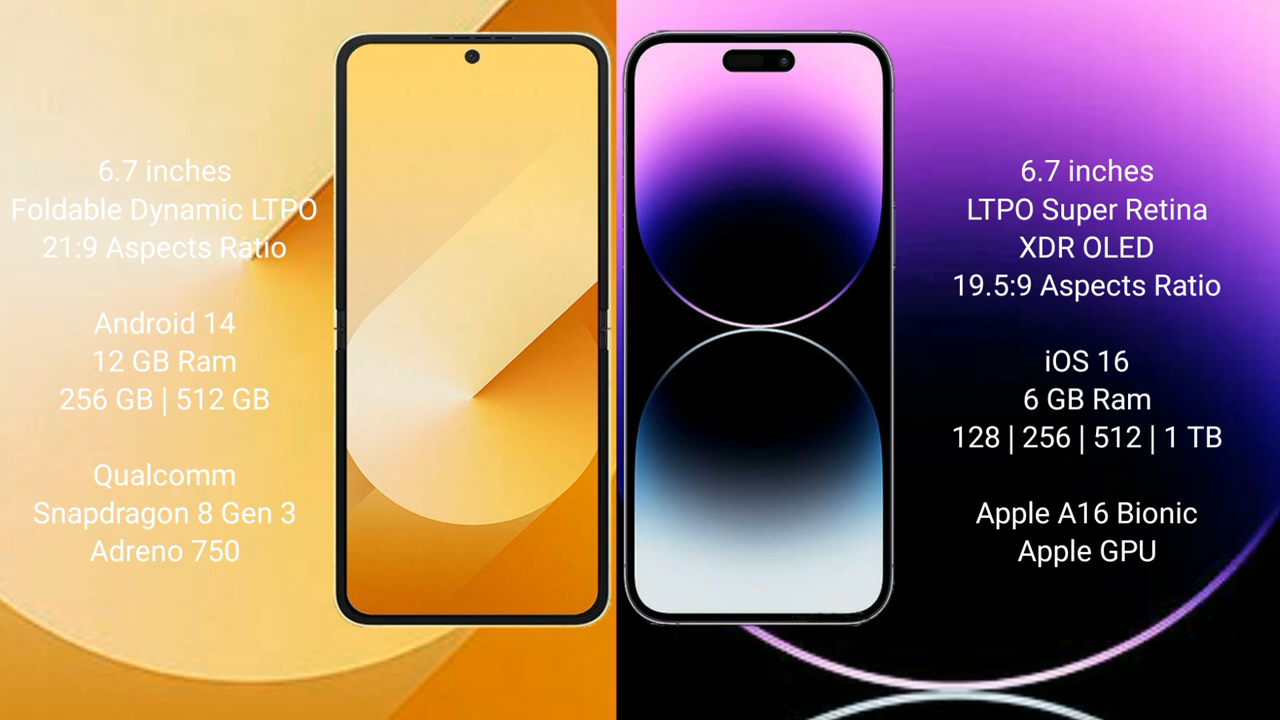 6.7 inches
Foldable Dynamic LTPO
21:9 Aspects Ratio
Android 14
12 GB Ram
256 GB | 512 GB
Qualcomm
Snapdragon 8 Gen 3
Adreno 750
6.7 inches
LTPO Super Retina
XDR OLED
19.5:9 Aspects Ratio
iOS 16
6 GB Ram
128 | 256 | 512 | 1 TB
Apple A16 Bionic
Apple GPU